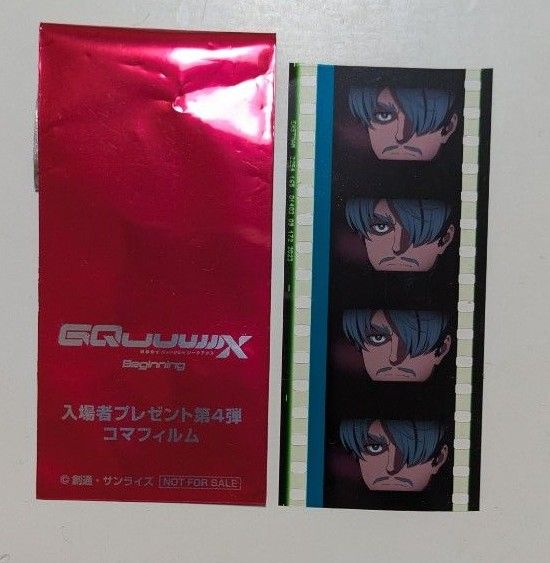 GQuuuuuuX
Beginning
入場者プレゼント第4弾
コマフィルム
©創通・サンライズ NOT FOR SALE